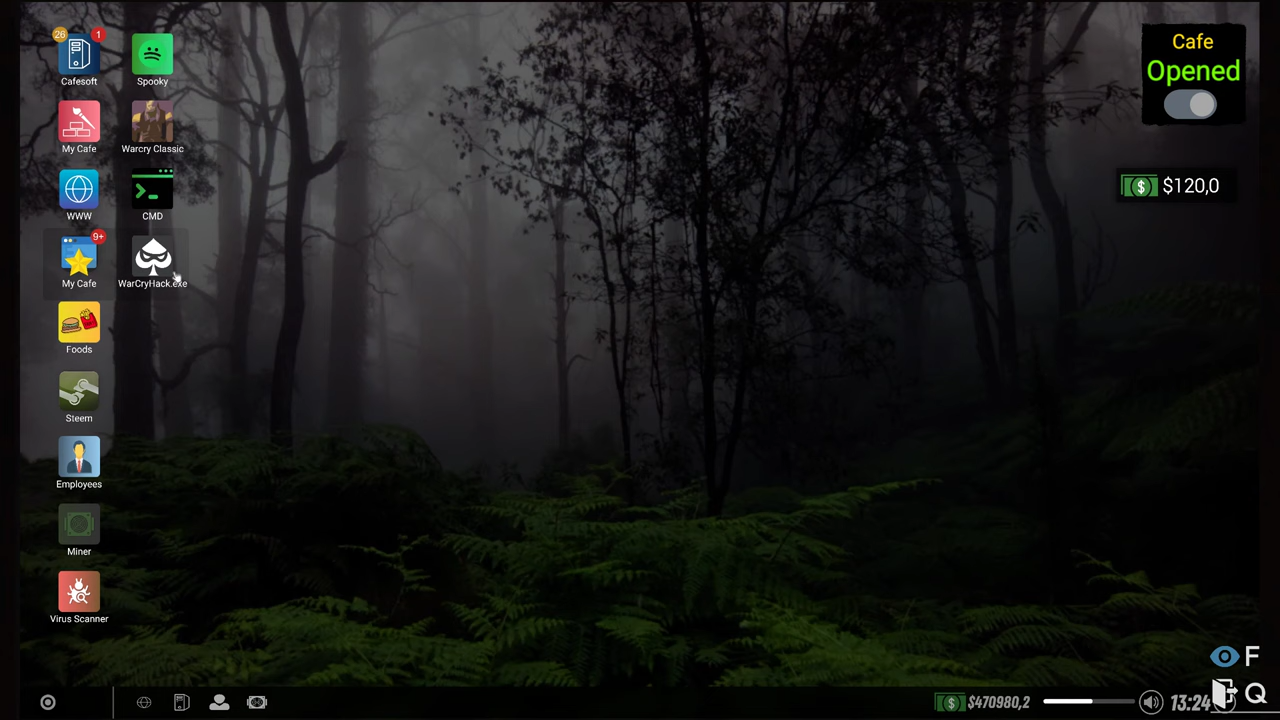 26
1
Cafesoft
Spooky
My Cafe
Warcry Classic
WWW
CMD
9+
My Cafe
WarCryHack.exe
Foods
Steem
Employees
Miner
Virus Scanner
Cafe
Opened
$120,0
F
$470980,2
13:24
Q